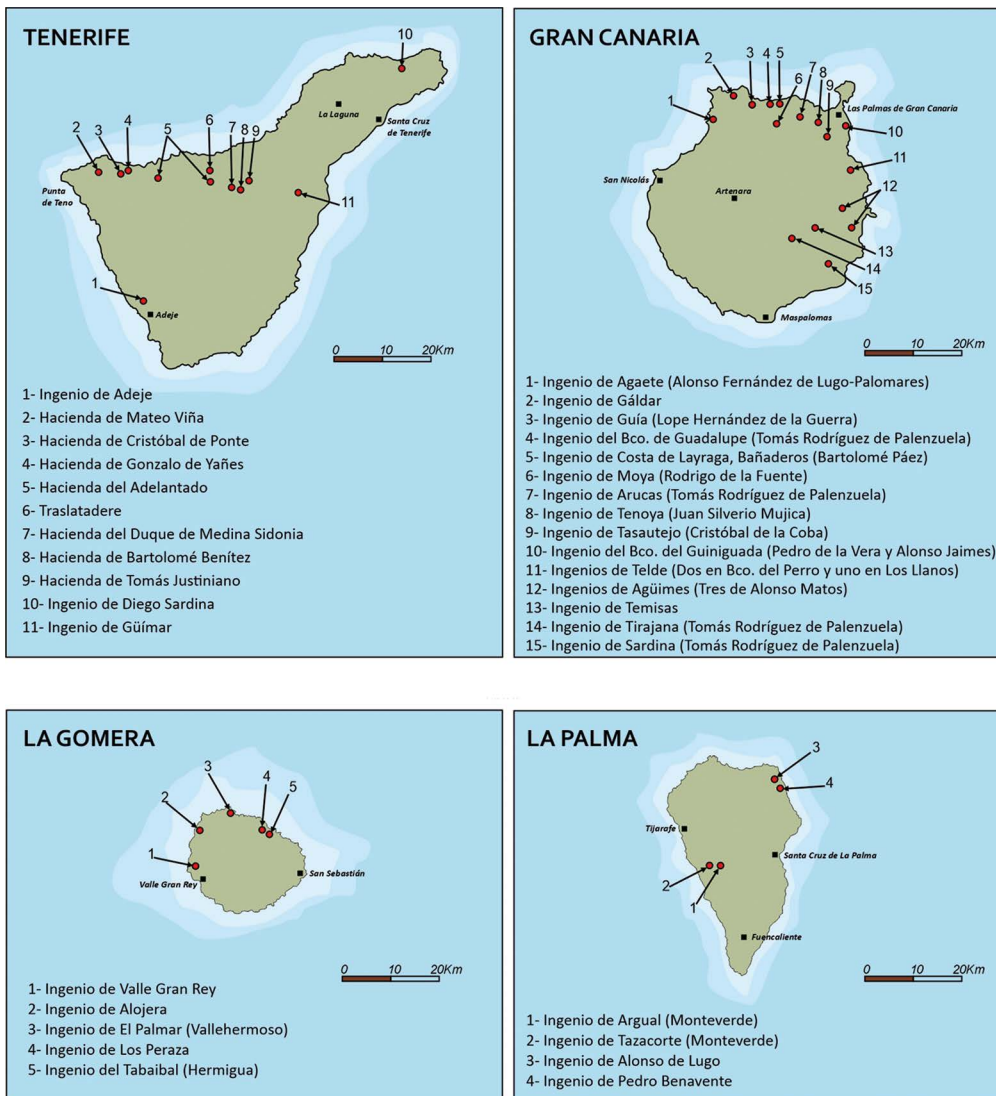 TENERIFE
10
La Laguna
Santa Cruz
de Tenerife
2
3
4
5
6
7
8
9
Punta
de Teno
11
1
Adeje
0
10
20Km
1- Ingenio de Adeje
2- Hacienda de Mateo Viña
3- Hacienda de Cristóbal de Ponte
4- Hacienda de Gonzalo de Yañes
5- Hacienda del Adelantado
6- Traslatadere
7- Hacienda del Duque de Medina Sidonia
8- Hacienda de Bartolomé Benítez
9- Hacienda de Tomás Justiniano
10- Ingenio de Diego Sardina
11- Ingenio de Güímar
GRAN CANARIA
2
3
4
5
6
7
8
9
1
Las Palmas de Gran Canaria
10
11
San Nicolás
Artenara
12
13
14
15
Maspalomas
0
10
20Km
1- Ingenio de Agaete (Alonso Fernández de Lugo-Palomares)
2- Ingenio de Gáldar
3- Ingenio de Guía (Lope Hernández de la Guerra)
4- Ingenio del Bco. de Guadalupe (Tomás Rodríguez de Palenzuela)
5- Ingenio de Costa de Layraga, Bañaderos (Bartolomé Páez)
6- Ingenio de Moya (Rodrigo de la Fuente)
7- Ingenio de Arucas (Tomás Rodríguez de Palenzuela)
8- Ingenio de Tenoya (Juan Silverio Mujica)
9- Ingenio de Tasautejo (Cristóbal de la Coba)
10- Ingenio del Bco. del Guiniguada (Pedro de la Vera y Alonso Jaimes)
11- Ingenios de Telde (Dos en Bco. del Perro y uno en Los Llanos)
12- Ingenios de Agüimes (Tres de Alonso Matos)
13- Ingenio de Temisas
14- Ingenio de Tirajana (Tomás Rodríguez de Palenzuela)
15- Ingenio de Sardina (Tomás Rodríguez de Palenzuela)
LA GOMERA
3
4
5
2
1
Valle Gran Rey
San Sebastián
0
10
20Km
1- Ingenio de Valle Gran Rey
2- Ingenio de Alojera
3- Ingenio de El Palmar (Vallehermoso)
4- Ingenio de Los Peraza
5- Ingenio del Tabaibal (Hermigua)
LA PALMA
3
4
Tijarafe
Santa Cruz de La Palma
2
1
Fuencaliente
0
10
20Km
1- Ingenio de Argual (Monteverde)
2- Ingenio de Tazacorte (Monteverde)
3- Ingenio de Alonso de Lugo
4- Ingenio de Pedro Benavente